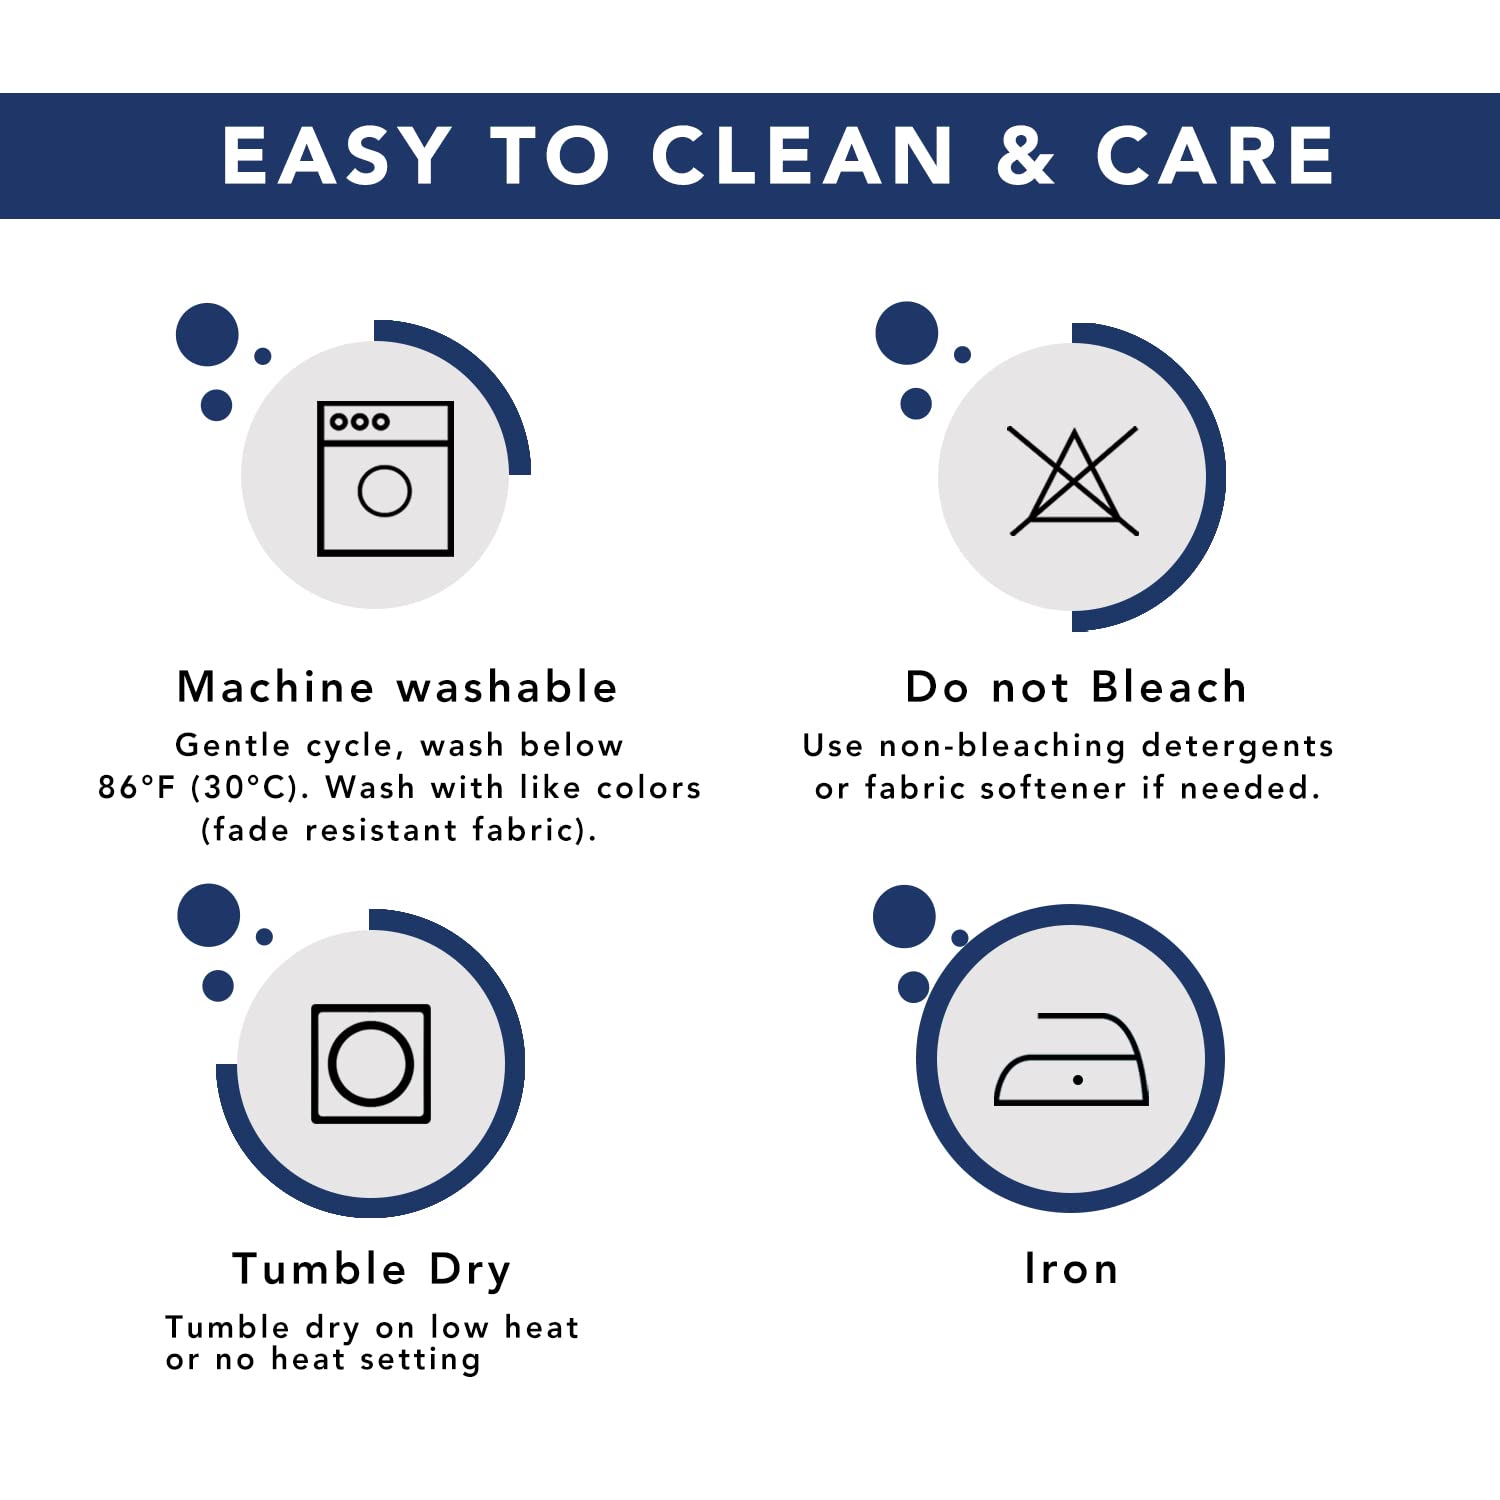 EASY TO CLEAN & CARE
Machine washable
Gentle cycle, wash below
86°F (30°C). Wash with like colors
(fade resistant fabric).
Do not Bleach
Use non-bleaching detergents
or fabric softener if needed.
Tumble Dry
Tumble dry on low heat
or no heat setting
Iron